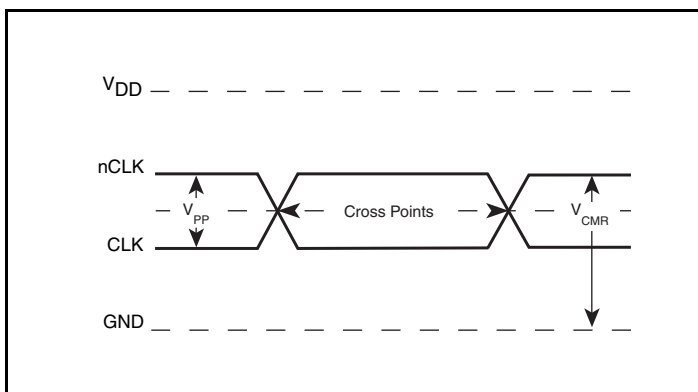 VDD
nCLK
VPP
Cross Points
VCMR
CLK
GND